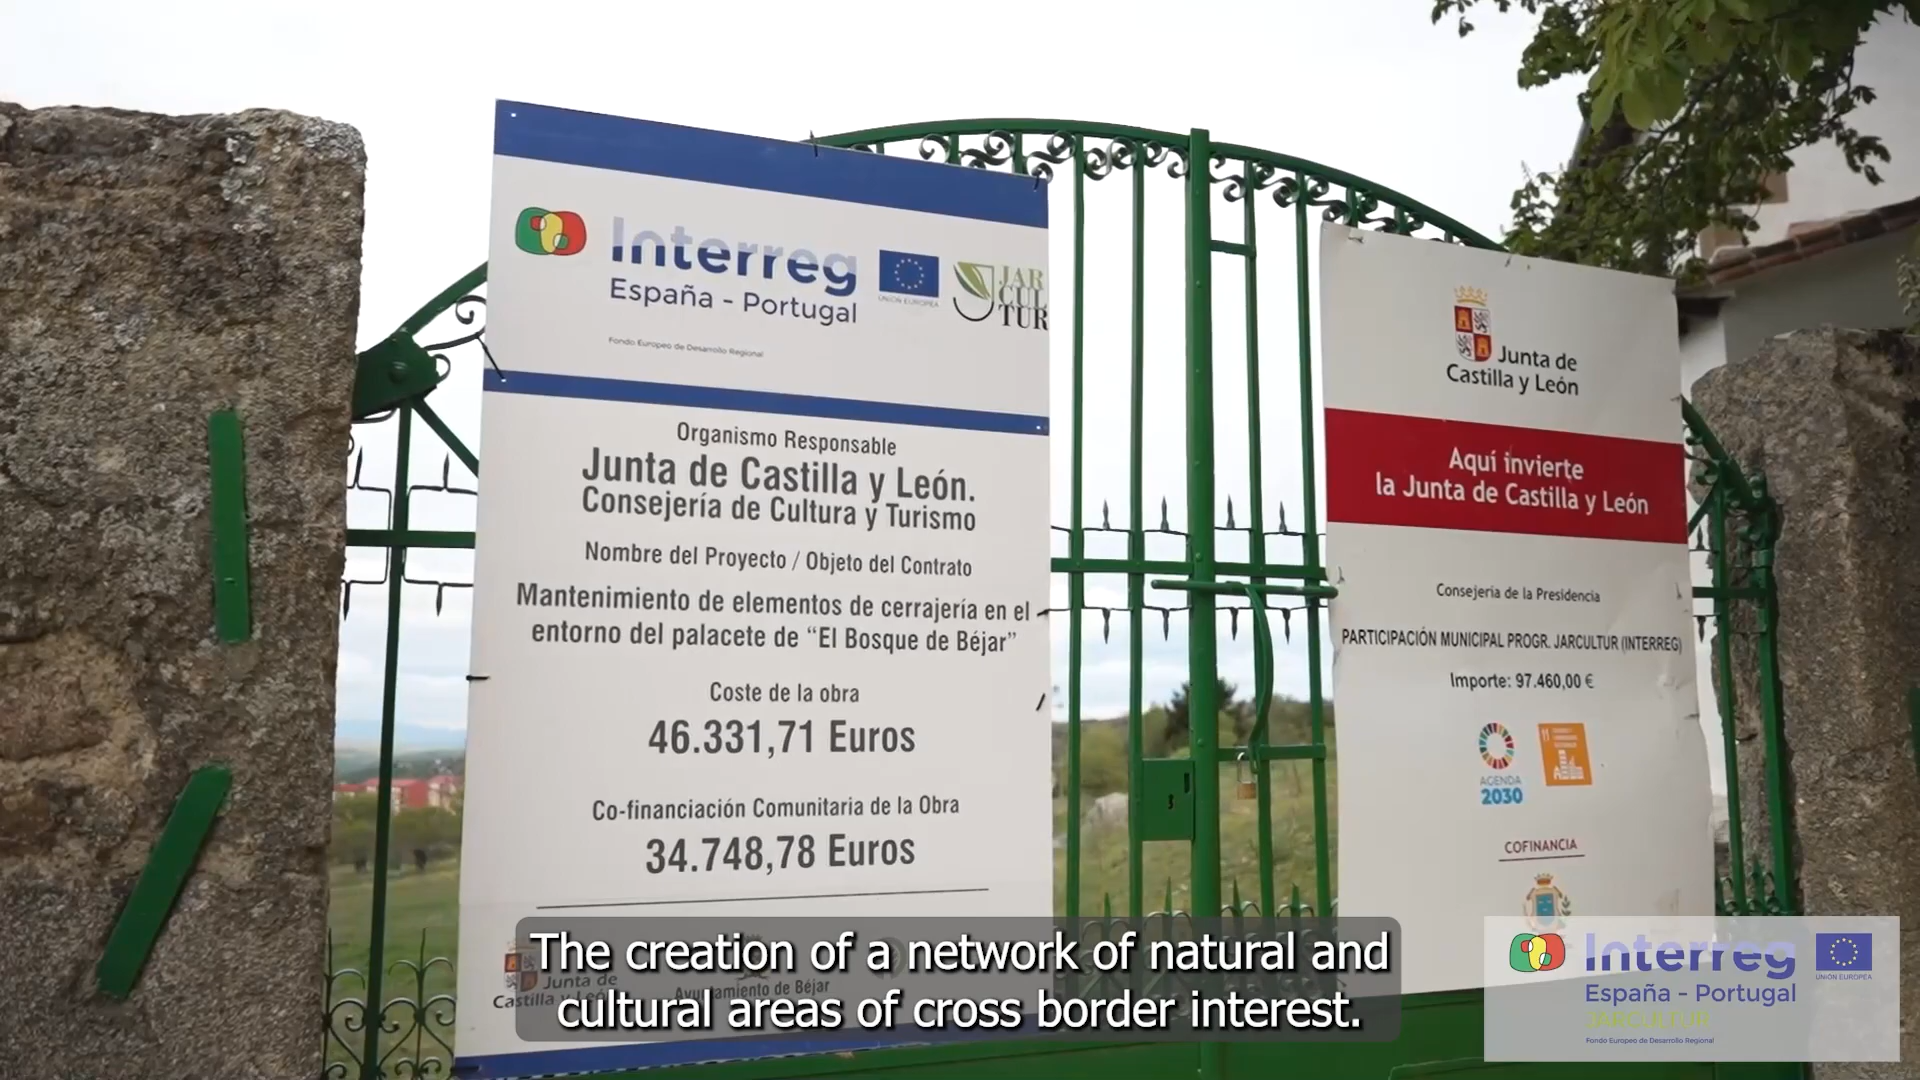 Interreg
España - Portugal
UNIÓN EUROPEA
JAR
CUL
TUR
Fondo Europeo de Desarrollo Regional
Organismo Responsable
Junta de Castilla y León.
Consejería de Cultura y Turismo
Nombre del Proyecto / Objeto del Contrato
Mantenimiento de elementos de cerrajería en el
entorno del palacete de “El Bosque de Béjar”
Coste de la obra
46.331,71 Euros
Co-financiación Comunitaria de la Obra
34.748,78 Euros
Junta de
Castilla y León
Ayuntamiento de Béjar
Junta de
Castilla y León
Aquí invierte
la Junta de Castilla y León
Consejería de la Presidencia
PARTICIPACIÓN MUNICIPAL PROGR. JARCULTUR (INTERREG)
Importe: 97.460,00 €
AGENDA
2030
11
COFINANCIA
The creation of a network of natural and
cultural areas of cross border interest.
Interreg
España - Portugal
UNIÓN EUROPEA
Fondo Europeo de Desarrollo Regional